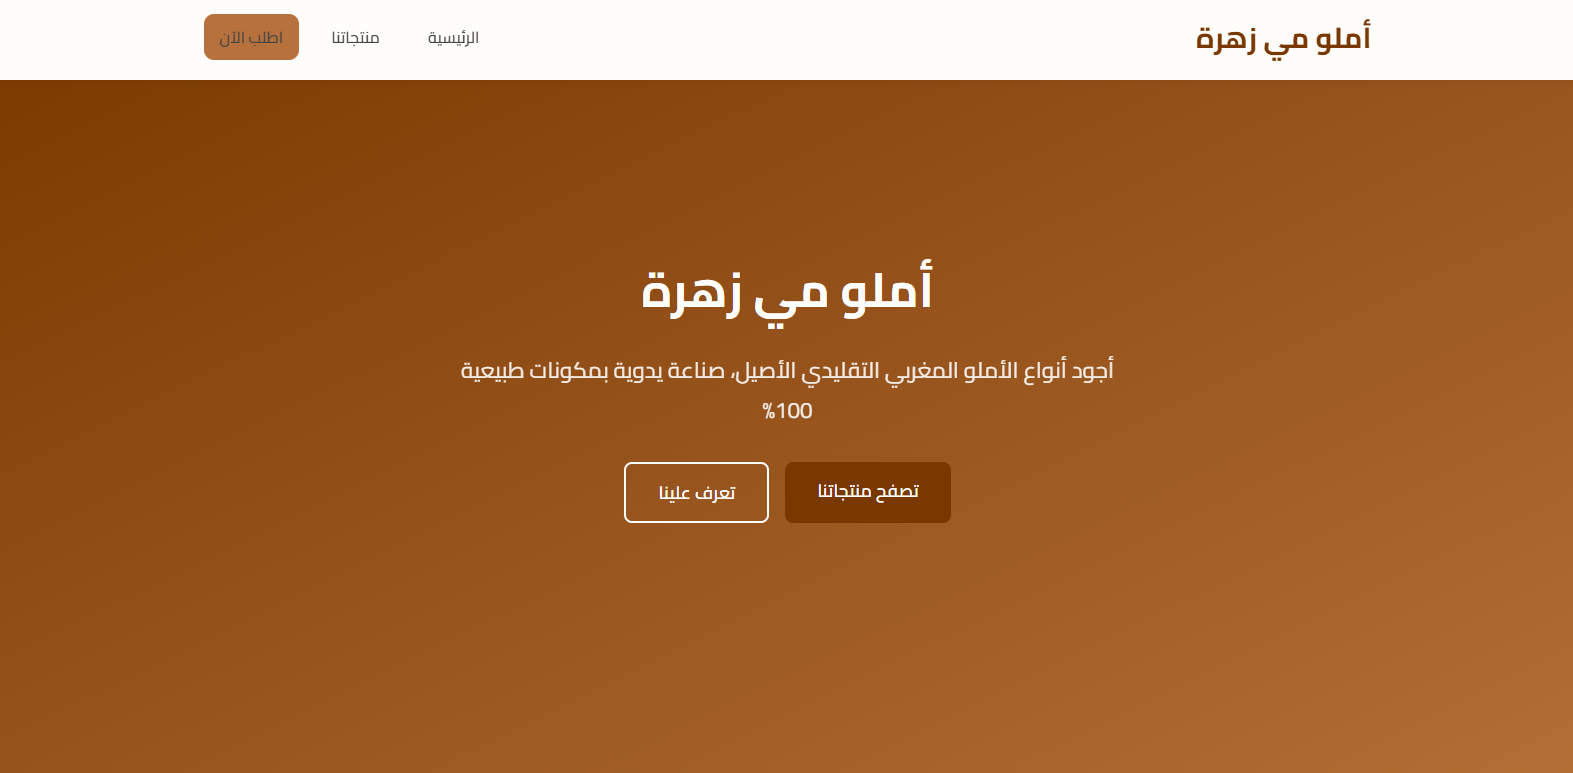 أملو مي زهرة
الرئيسية
منتجاتنا
اطلب الآن
أملو مي زهرة
أجود أنواع الأملو المغربي التقليدي الأصيل، صناعة يدوية بمكونات طبيعية
100%
تصفح منتجاتنا
تعرف علينا